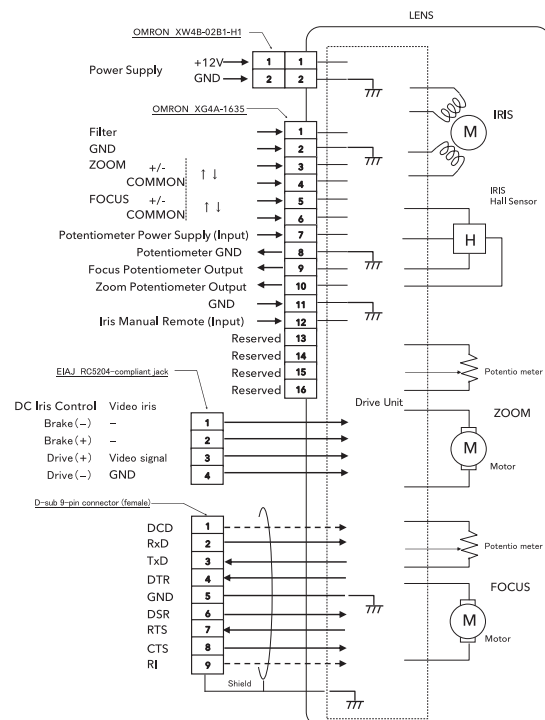 LENS
OMRON XW4B-02B1-H1
Power Supply
+12V 1 1
GND 2 2
OMRON XG4A-1635
Filter 1
GND 2
ZOOM +/- 3
COMMON 4
FOCUS +/- 5
COMMON 6
Potentiometer Power Supply (Input) 7
Potentiometer GND 8
Focus Potentiometer Output 9
Zoom Potentiometer Output 10
GND 11
Iris Manual Remote (Input) 12
Reserved 13
Reserved 14
Reserved 15
Reserved 16
EIAJ RC5204-compliant jack
DC Iris Control Video iris
Brake(−) − 1
Brake(+) − 2
Drive(+) Video signal 3
Drive(−) GND 4
D-sub 9-pin connector (female)
DCD 1
RxD 2
TxD 3
DTR 4
GND 5
DSR 6
RTS 7
CTS 8
RI 9
Shield
Drive Unit
M
IRIS
IRIS
Hall Sensor
H
Potentio meter
ZOOM
M
Motor
Potentio meter
FOCUS
M
Motor